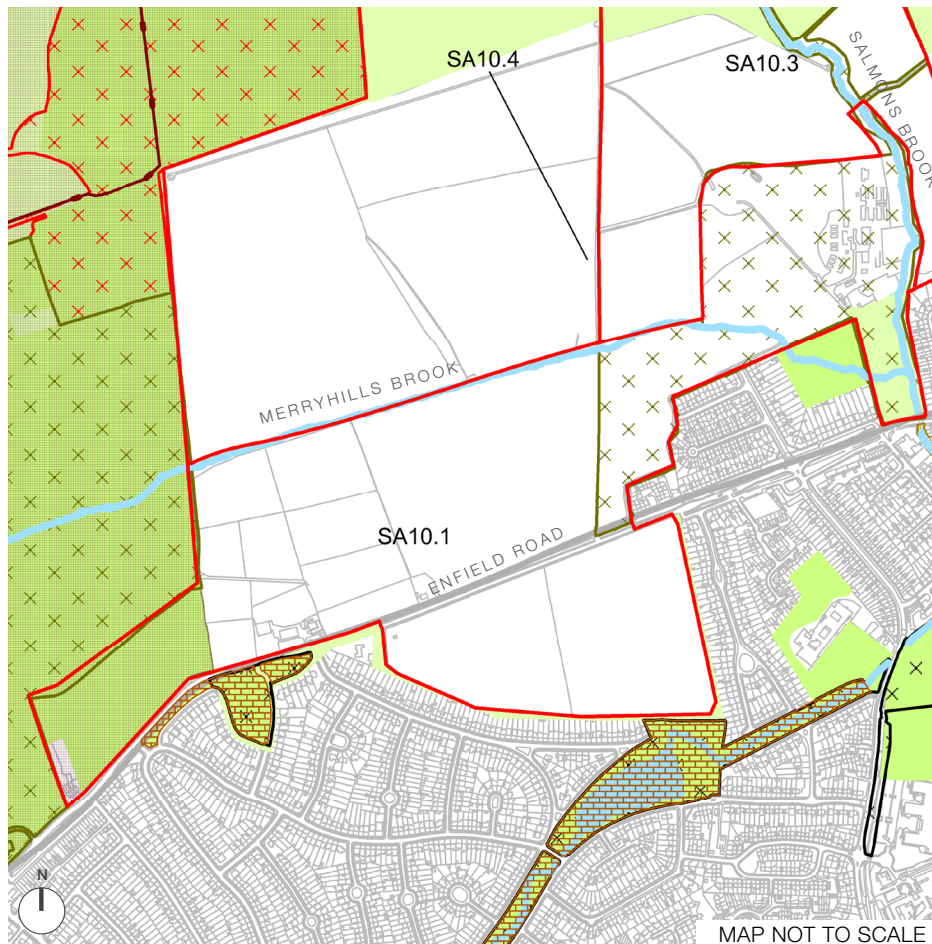 SA10.4
SA10.3
SALMONS BROOK
MERRYHILLS BROOK
SA10.1
ENFIELD ROAD
N
MAP NOT TO SCALE